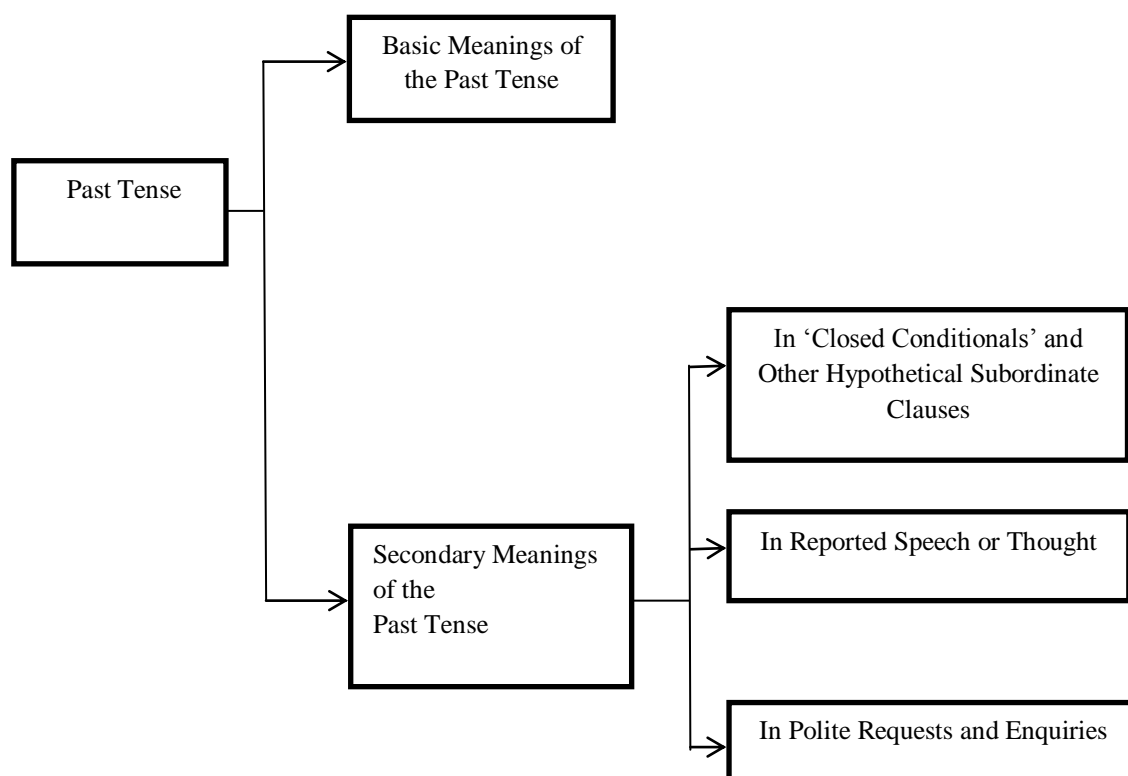 Basic Meanings of
the Past Tense
Past Tense
In ‘Closed Conditionals’ and
Other Hypothetical Subordinate
Clauses
In Reported Speech or Thought
Secondary Meanings
of the
Past Tense
In Polite Requests and Enquiries